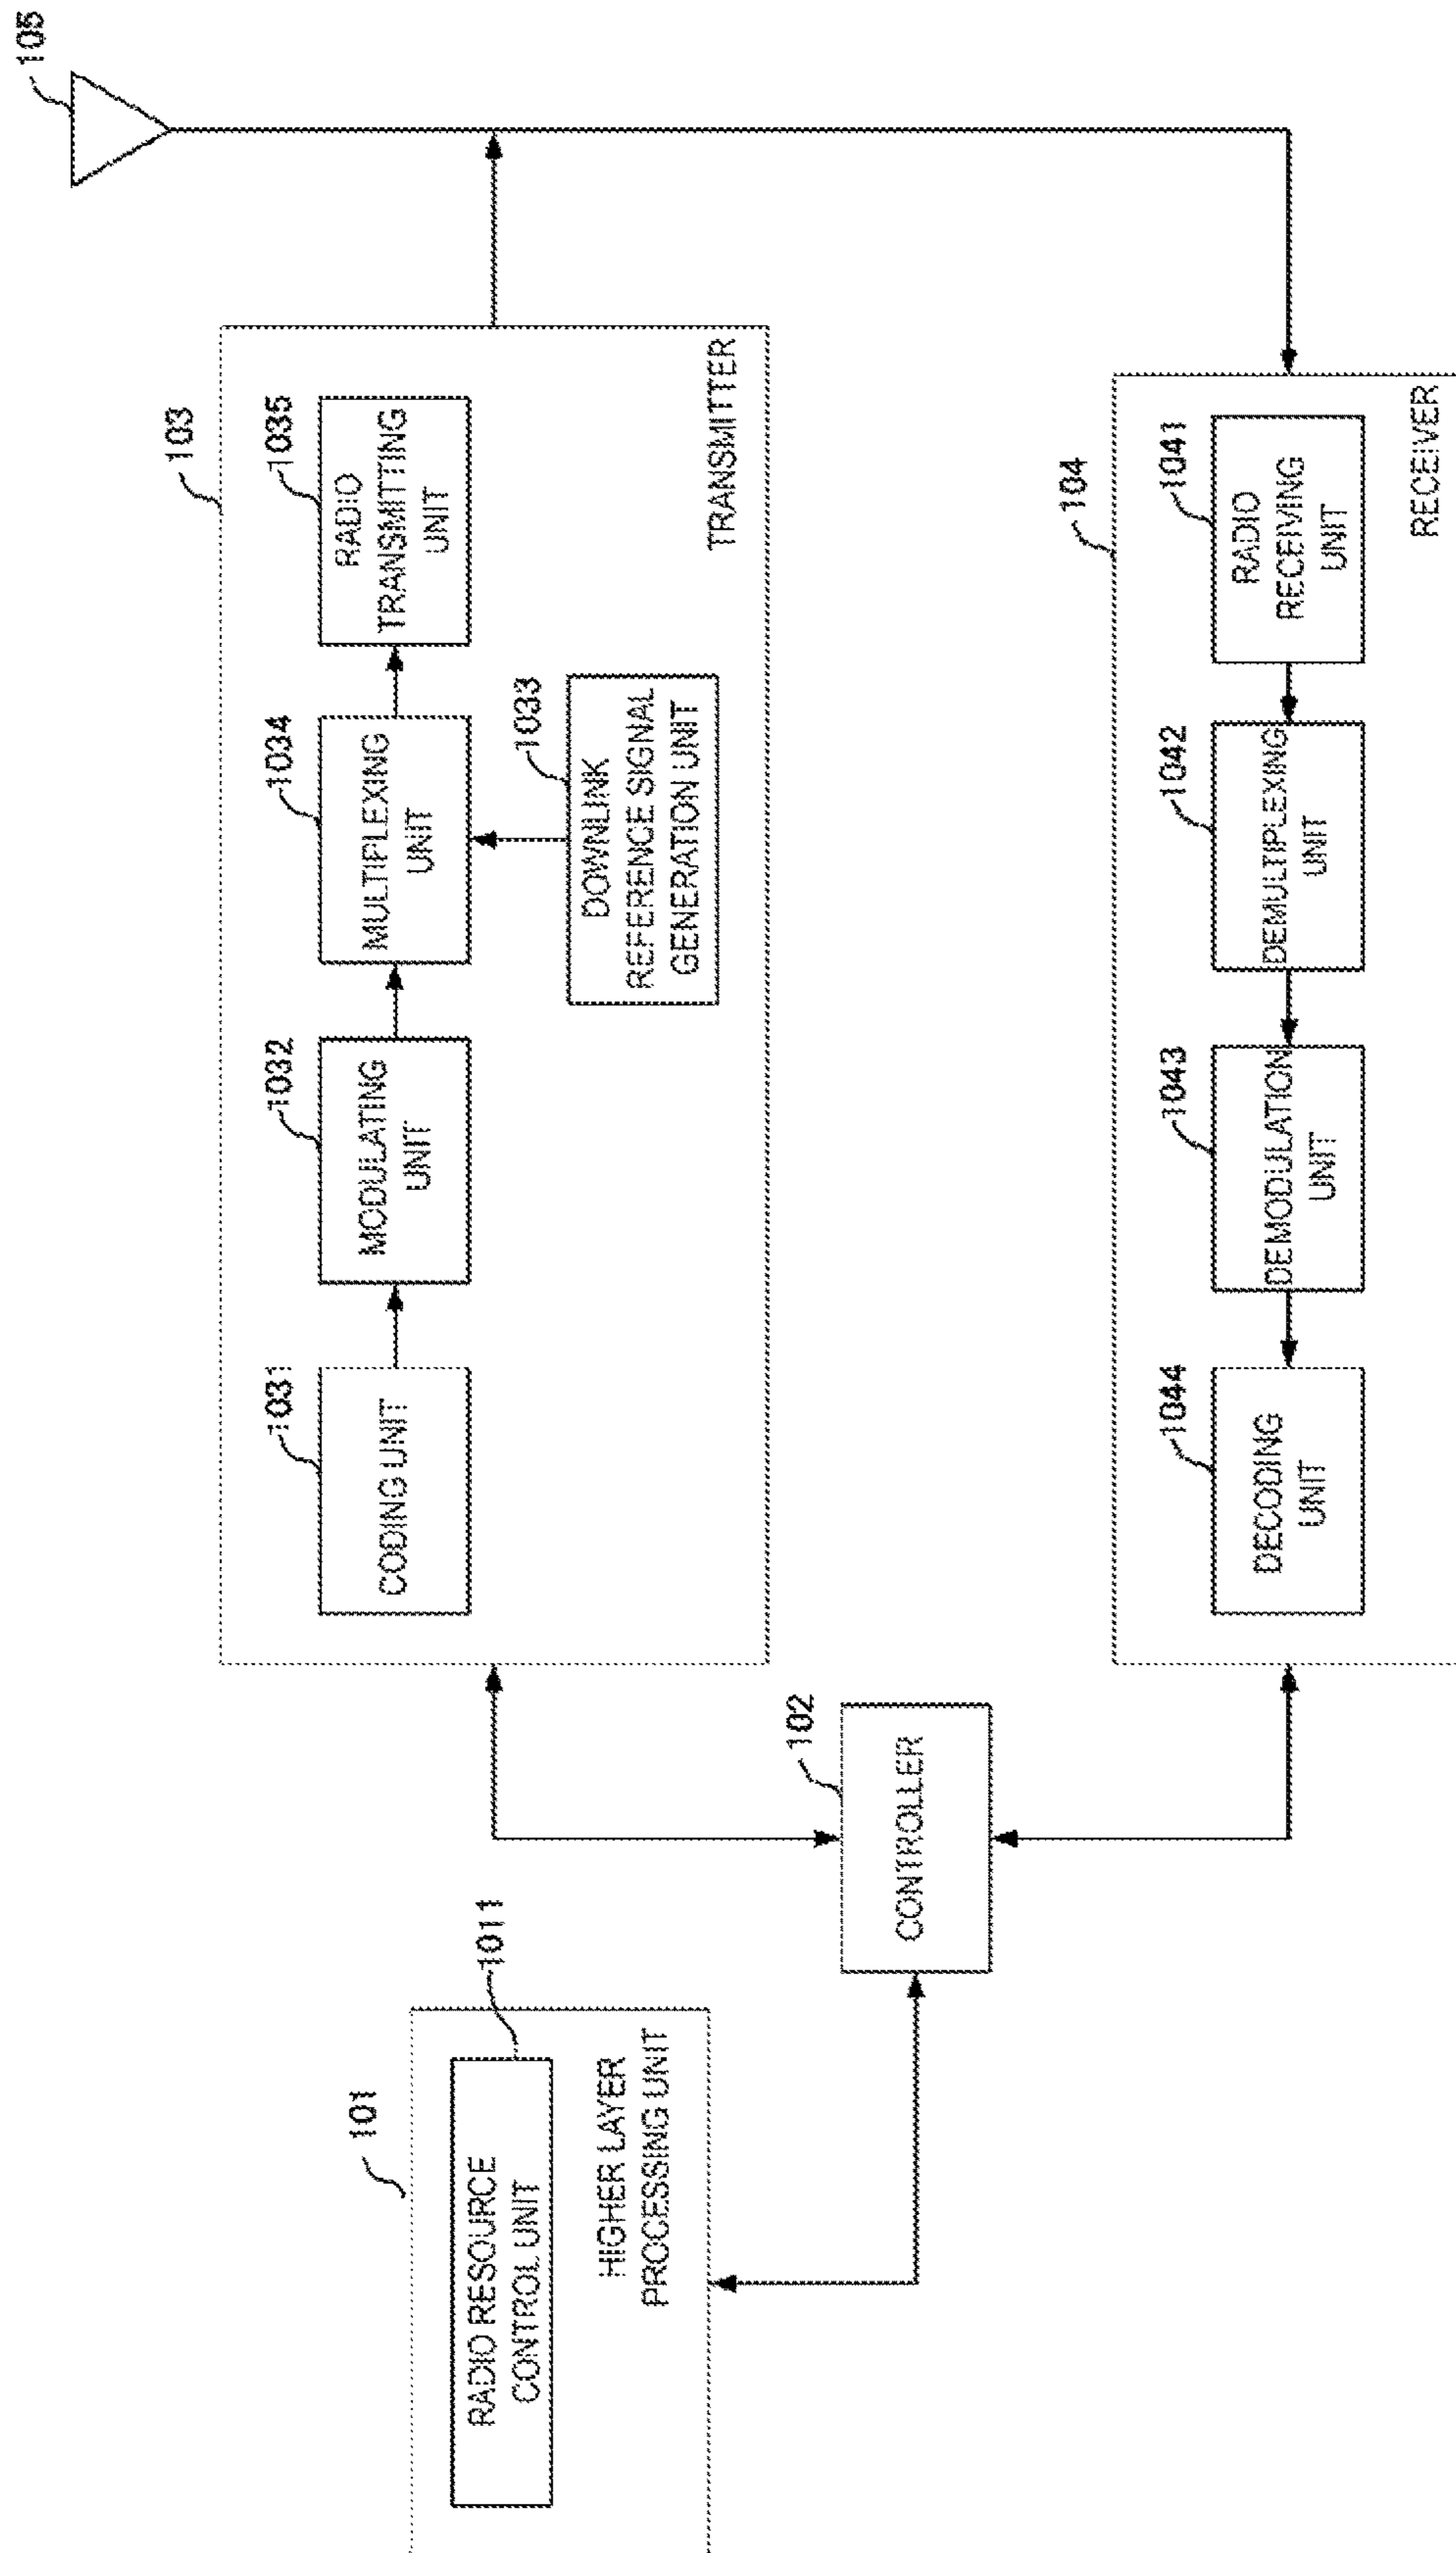 101
RADIO RESOURCE
CONTROL UNIT
1011
HIGHER LAYER
PROCESSING UNIT
102
CONTROLLER
103
1031
CODING UNIT
1032
MODULATING
UNIT
1034
MULTIPLEXING
UNIT
1035
RADIO
TRANSMITTING
UNIT
1033
DOWNLINK
REFERENCE SIGNAL
GENERATION UNIT
TRANSMITTER
105
104
1044
DECODING
UNIT
1043
DEMODULATION
UNIT
1042
DEMULTIPLEXING
UNIT
1041
RADIO
RECEIVING
UNIT
RECEIVER